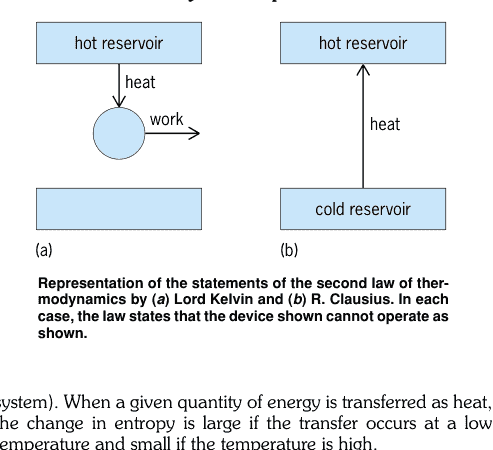 hot reservoir
heat
work
(a)
hot reservoir
heat
cold reservoir
(b)
Representation of the statements of the second law of ther-
modynamics by (a) Lord Kelvin and (b) R. Clausius. In each
case, the law states that the device shown cannot operate as
shown.
system). When a given quantity of energy is transferred as heat,
the change in entropy is large if the transfer occurs at a low
temperature and small if the temperature is high.